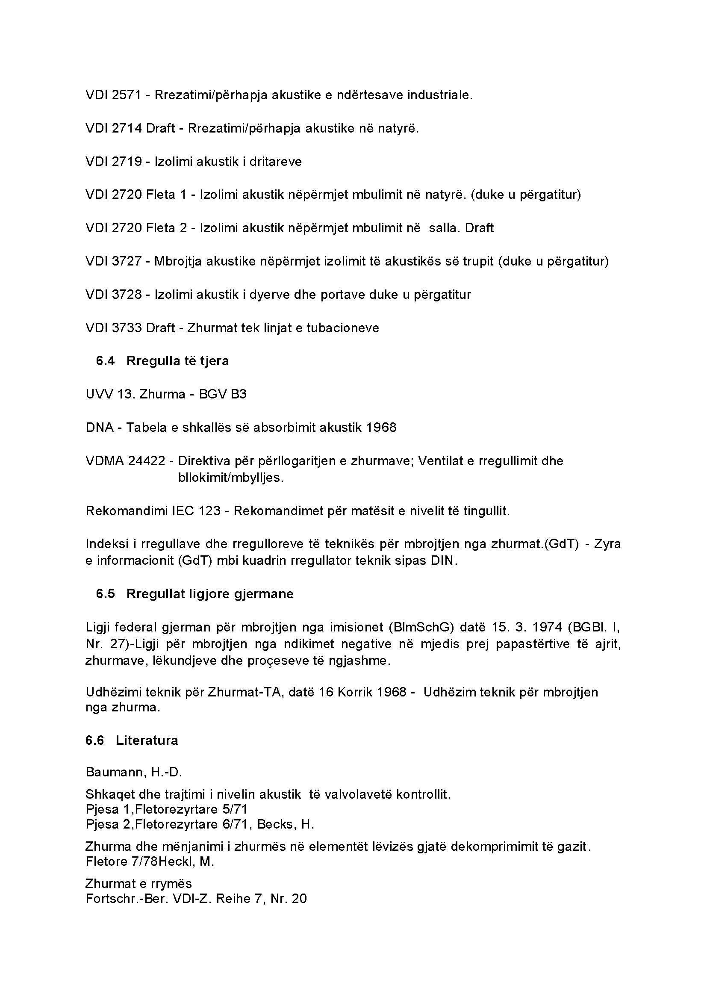 VDI 2571 - Rrezatimi/përhapja akustike e ndërtesave industriale.
VDI 2714 Draft - Rrezatimi/përhapja akustike në natyrë.
VDI 2719 - Izolimi akustik i dritareve
VDI 2720 Fleta 1 - Izolimi akustik nëpërmjet mbulimit në natyrë. (duke u përgatitur)
VDI 2720 Fleta 2 - Izolimi akustik nëpërmjet mbulimit në  salla. Draft
VDI 3727 - Mbrojtja akustike nëpërmjet izolimit të akustikës së trupit (duke u përgatitur)
VDI 3728 - Izolimi akustik i dyerve dhe portave duke u përgatitur
VDI 3733 Draft - Zhurmat tek linjat e tubacioneve
6.4 Rregulla të tjera
UVV 13. Zhurma - BGV B3
DNA - Tabela e shkallës së absorbimit akustik 1968
VDMA 24422 - Direktiva për përllogaritjen e zhurmave; Ventilat e rregullimit dhe
bllokimit/mbylljes.
Rekomandimi IEC 123 - Rekomandimet për matësit e nivelit të tingullit.
Indeksi i rregullave dhe rregulloreve të teknikës për mbrojtjen nga zhurmat.(GdT) - Zyra
e informacionit (GdT) mbi kuadrin rregullator teknik sipas DIN.
6.5 Rregullat ligjore gjermane
Ligji federal gjerman për mbrojtjen nga imisionet (BImSchG) datë 15. 3. 1974 (BGBl. I,
Nr. 27)-Ligji për mbrojtjen nga ndikimet negative në mjedis prej papastërtive të ajrit,
zhurmave, lëkundjeve dhe proçeseve të ngjashme.
Udhëzimi teknik për Zhurmat-TA, datë 16 Korrik 1968 -  Udhëzim teknik për mbrojtjen
nga zhurma.
6.6 Literatura
Baumann, H.-D.
Shkaqet dhe trajtimi i nivelin akustik  të valvolavetë kontrollit.
Pjesa 1,Fletorezyrtare 5/71
Pjesa 2,Fletorezyrtare 6/71, Becks, H.
Zhurma dhe mënjanimi i zhurmës në elementët lëvizës gjatë dekomprimimit të gazit.
Fletore 7/78Heckl, M.
Zhurmat e rrymës
Fortschr.-Ber. VDI-Z. Reihe 7, Nr. 20